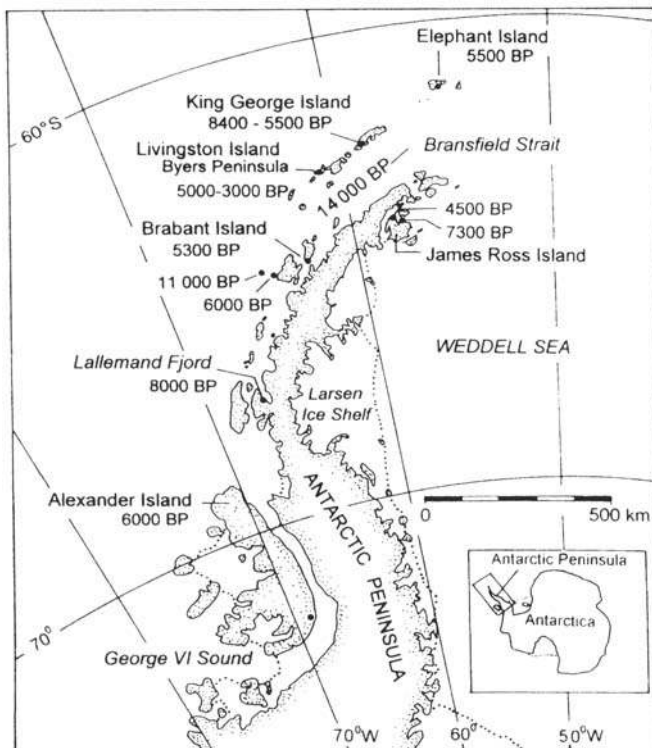 Elephant Island
5500 BP
King George Island
8400 - 5500 BP
60°S
Livingston Island
Byers Peninsula
5000-3000 BP
Bransfield Strait
14 000 BP
4500 BP
7300 BP
James Ross Island
Brabant Island
5300 BP
11 000 BP
6000 BP
WEDDELL SEA
Lallemand Fjord
8000 BP
Larsen
Ice Shelf
Alexander Island
6000 BP
ANTARCTIC PENINSULA
0
500 km
Antarctic Peninsula
Antarctica
70°
George VI Sound
70°W
60°
50°W